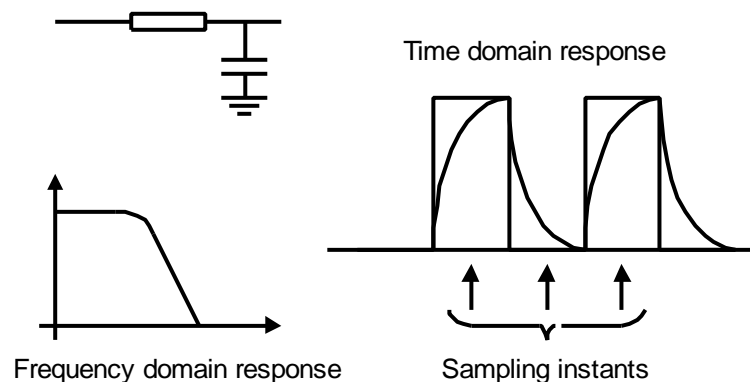 Time domain response
Frequency domain response
Sampling instants